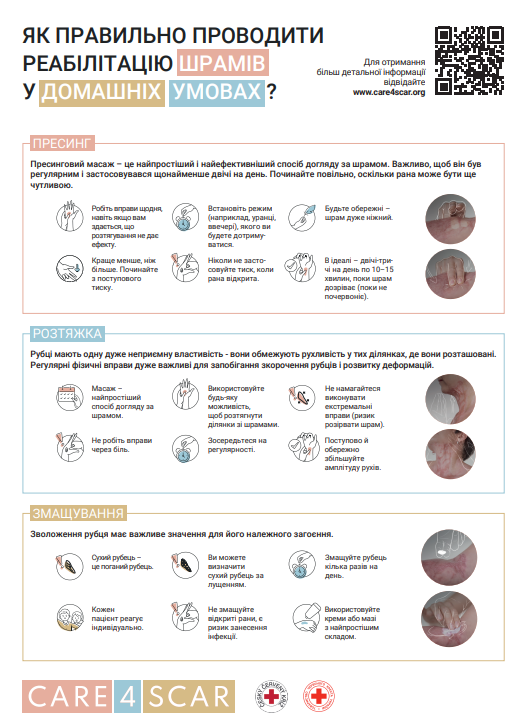 ЯК ПРАВИЛЬНО ПРОВОДИТИ
РЕАБІЛІТАЦІЮ ШРАМІВ
У ДОМАШНІХ УМОВАХ ?
Для отримання
більш детальної інформації
відвідайте
www.care4scar.org
ПРЕСИНГ
Пресинговий масаж – це найпростіший і найефективніший спосіб догляду за шрамом. Важливо, щоб він був
регулярним і застосовувався щонайменше двічі на день. Починайте повільно, оскільки рана може бути ще
чутливою.
Робіть вправи щодня,
навіть якщо вам
здається, що
розтягування не дає
ефекту.
Встановіть режим
(наприклад, уранці,
ввечері), якого ви
будете дотриму-
ватися.
Будьте обережні –
шрам дуже ніжний.
Краще менше, ніж
більше. Починайте
з поступового
тиску.
Ніколи не засто-
совуйте тиск, коли
рана відкрита.
В ідеалі – двічі-три-
чі на день по 10–15
хвилин, поки шрам
дозріває (поки не
почервоніє).
РОЗТЯЖКА
Рубці мають одну дуже неприємну властивість - вони обмежують рухливість у тих ділянках, де вони розташовані.
Регулярні фізичні вправи дуже важливі для запобігання скорочення рубців і розвитку деформацій.
Масаж –
найпростіший
спосіб догляду за
шрамом.
Використовуйте
будь-яку
можливість,
щоб розтягнути
ділянки зі шрамами.
Не намагайтеся
виконувати
екстремальні
вправи (ризик
розірвати шрам).
Не робіть вправи
через біль.
Зосередьтеся на
регулярності.
Поступово й
обережно
збільшуйте
амплітуду рухів.
ЗМАЩУВАННЯ
Зволоження рубця має важливе значення для його належного загоєння.
Сухий рубець –
це поганий рубець.
Ви можете
визначити
сухий рубець за
лущенням.
Змащуйте рубець
кілька разів на
день.
Кожен
пацієнт реагує
індивідуально.
Не змащуйте
відкриті рани, є
ризик занесення
інфекції.
Використовуйте
креми або мазі
з найпростішим
складом.
CARE 4 SCAR
ČESKÝ ČERVENÝ KŘÍŽ